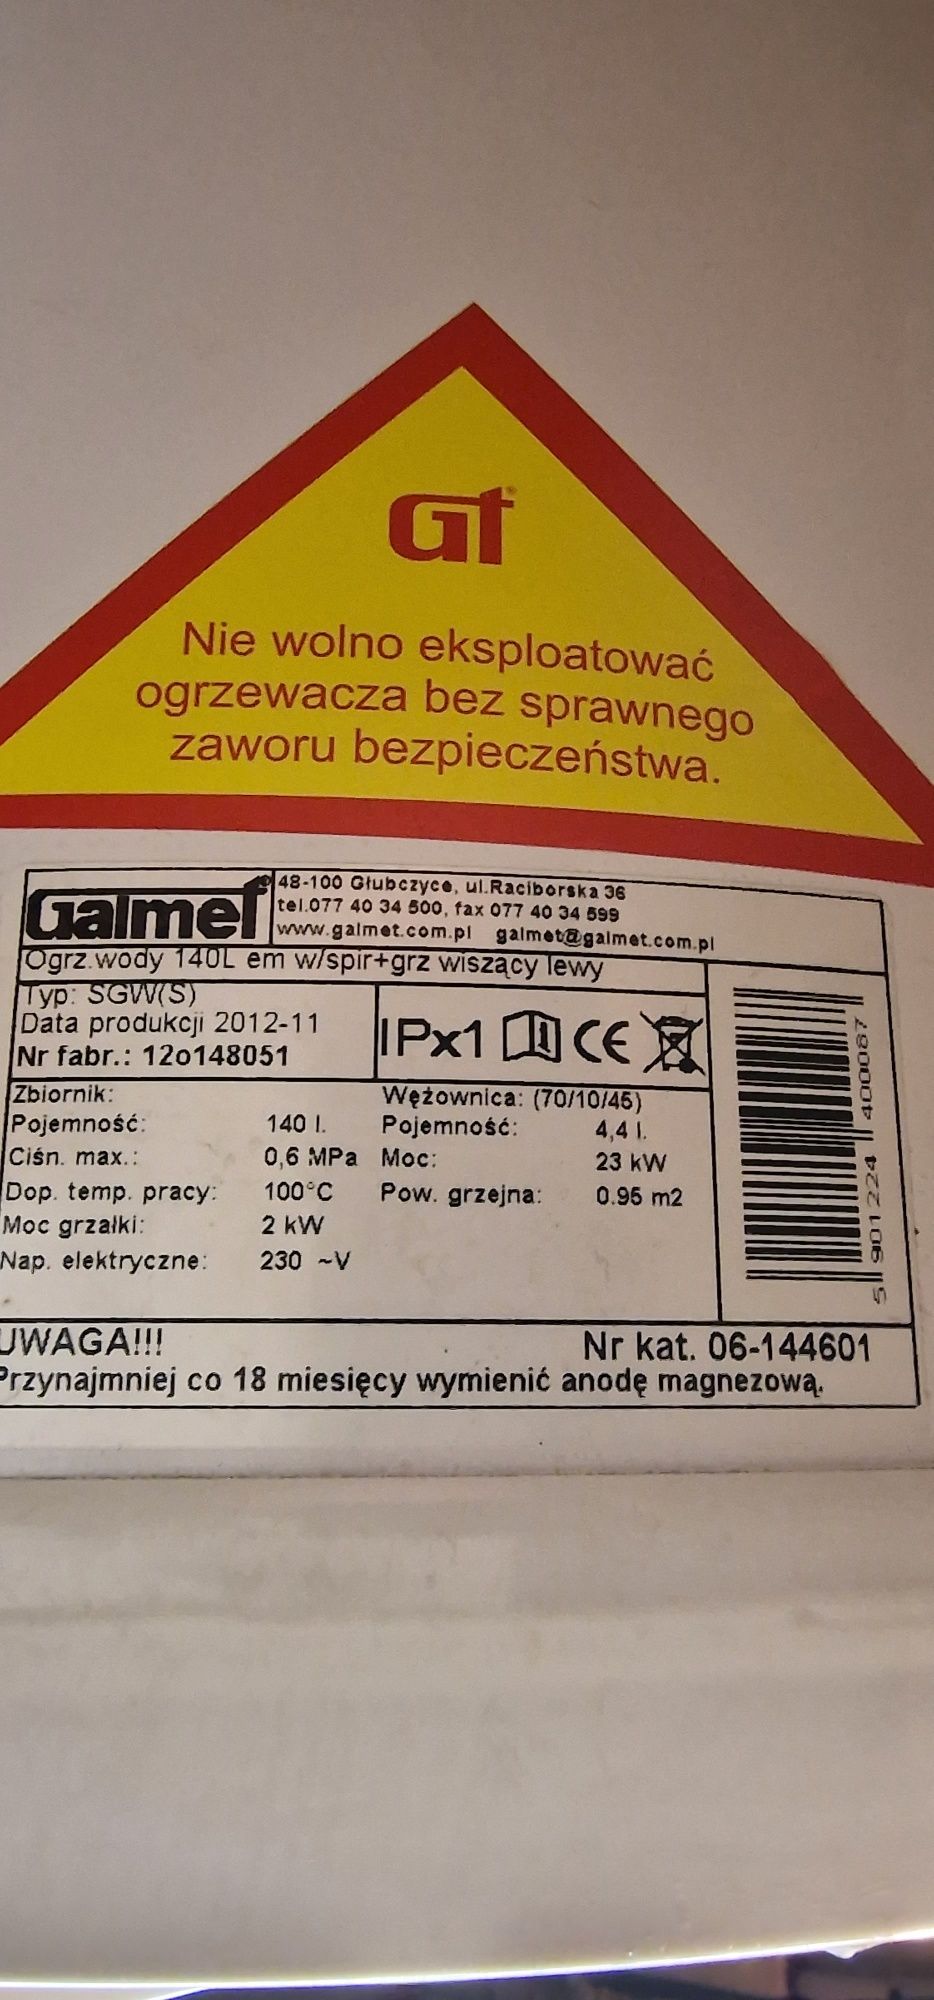 Gt®
Nie wolno eksploatować
ogrzewacza bez sprawnego
zaworu bezpieczeństwa.
Galmet®
48-100 Głubczyce, ul.Raciborska 36
tel.077 40 34 500, fax 077 40 34 599
www.galmet.com.pl galmet@galmet.com.pl
Ogrz.wody 140L em w/spir+grz wiszący lewy
Typ: SGW(S)
Data produkcji 2012-11
Nr fabr.: 12o148051
IPx1 CE
Zbiornik:
Pojemność: 140 l.
Ciśn. max.: 0,6 MPa
Dop. temp. pracy: 100°C
Moc grzałki: 2 kW
Nap. elektryczne: 230 ~V
Wężownica: (70/10/45)
Pojemność: 4,4 l.
Moc: 23 kW
Pow. grzejna: 0.95 m2
5 901224 400087
UWAGA!!! Nr kat. 06-144601
Przynajmniej co 18 miesięcy wymienić anodę magnezową.